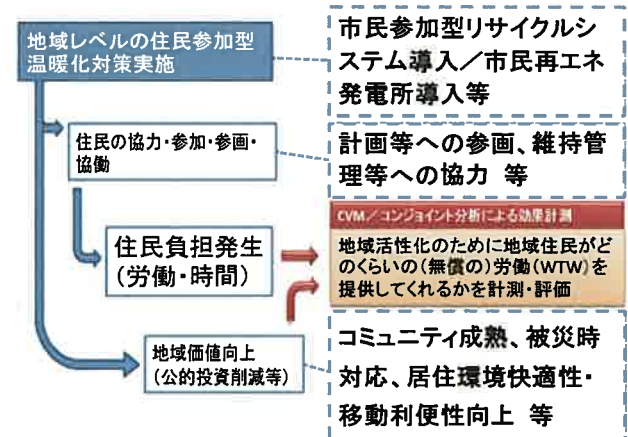 地域レベルの住民参加型
温暖化対策実施
市民参加型リサイクルシ
ステム導入／市民再エネ
発電所導入等
住民の協力・参加・参画・
協働
計画等への参画、維持管
理等への協力 等
住民負担発生
(労働・時間)
CVM／コンジョイント分析による効果計測
地域活性化のために地域住民がど
のくらいの(無償の)労働(WTW)を
提供してくれるかを計測・評価
地域価値向上
(公的投資削減等)
コミュニティ成熟、被災時
対応、居住環境快適性・
移動利便性向上 等